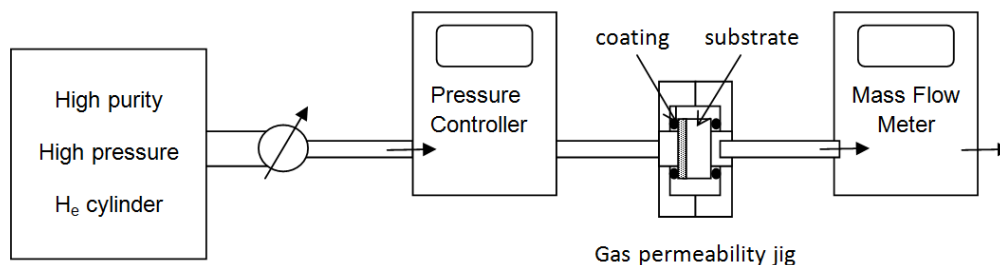 High purity
High pressure
He cylinder
Pressure
Controller
coating
substrate
Gas permeability jig
Mass Flow
Meter